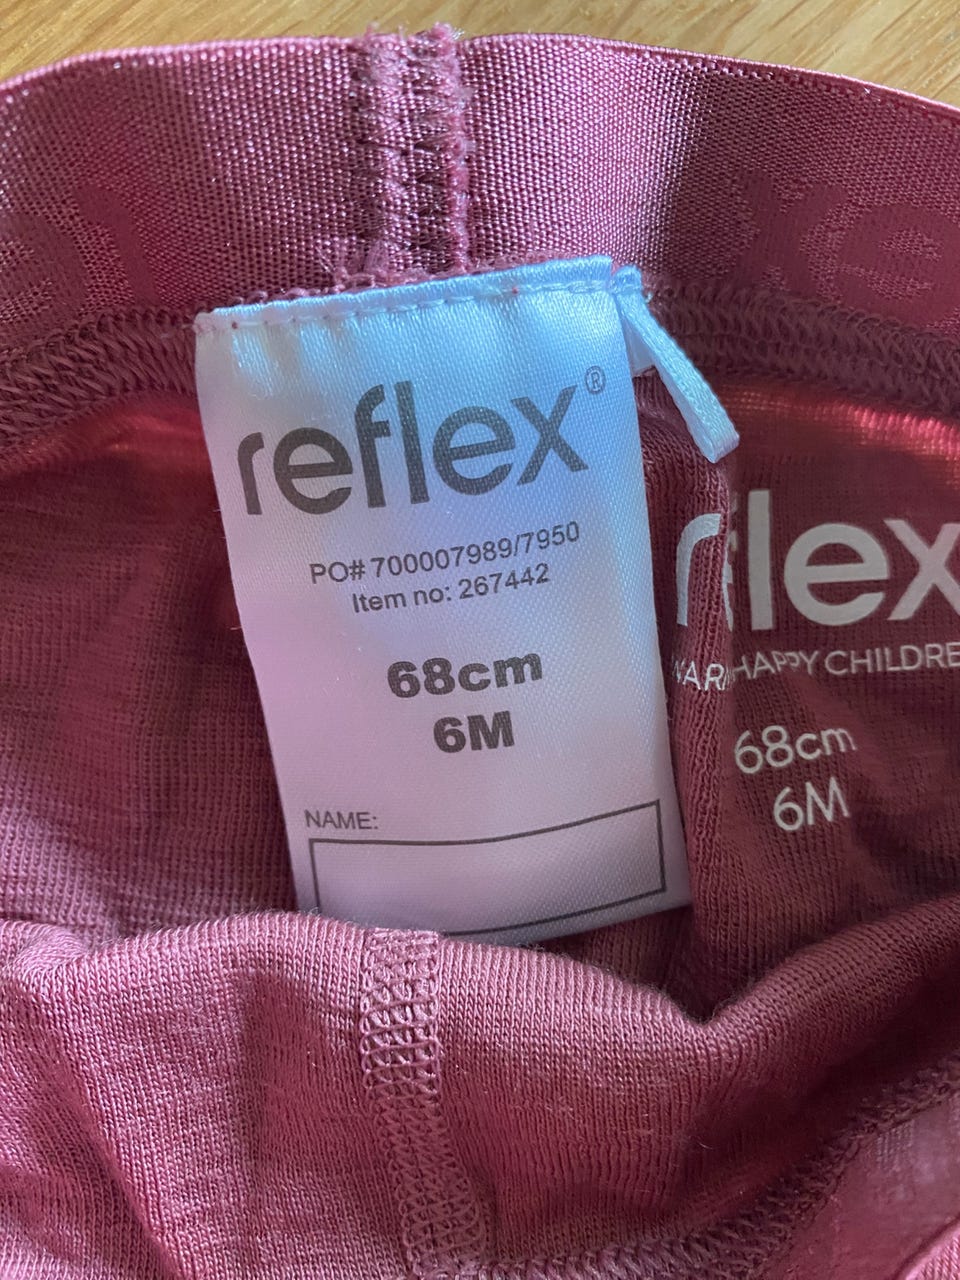 reflex®
PO# 700007989/7950
Item no: 267442
68cm
6M
NAME:
flex
HAPPY CHILDRE
68cm
6M